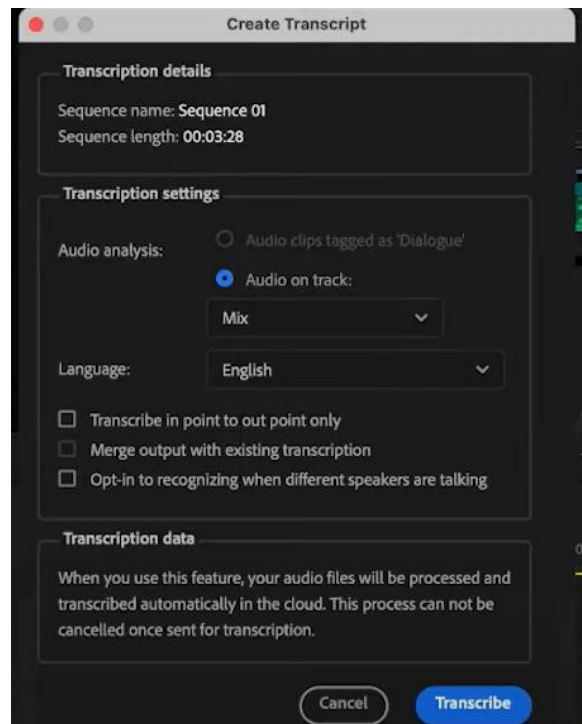 Create Transcript
Transcription details
Sequence name: Sequence 01
Sequence length: 00:03:28
Transcription settings
Audio analysis:
Audio clips tagged as 'Dialogue'
Audio on track:
Mix
Language:
English
Transcribe in point to out point only
Merge output with existing transcription
Opt-in to recognizing when different speakers are talking
Transcription data
When you use this feature, your audio files will be processed and
transcribed automatically in the cloud. This process can not be
cancelled once sent for transcription.
Cancel
Transcribe